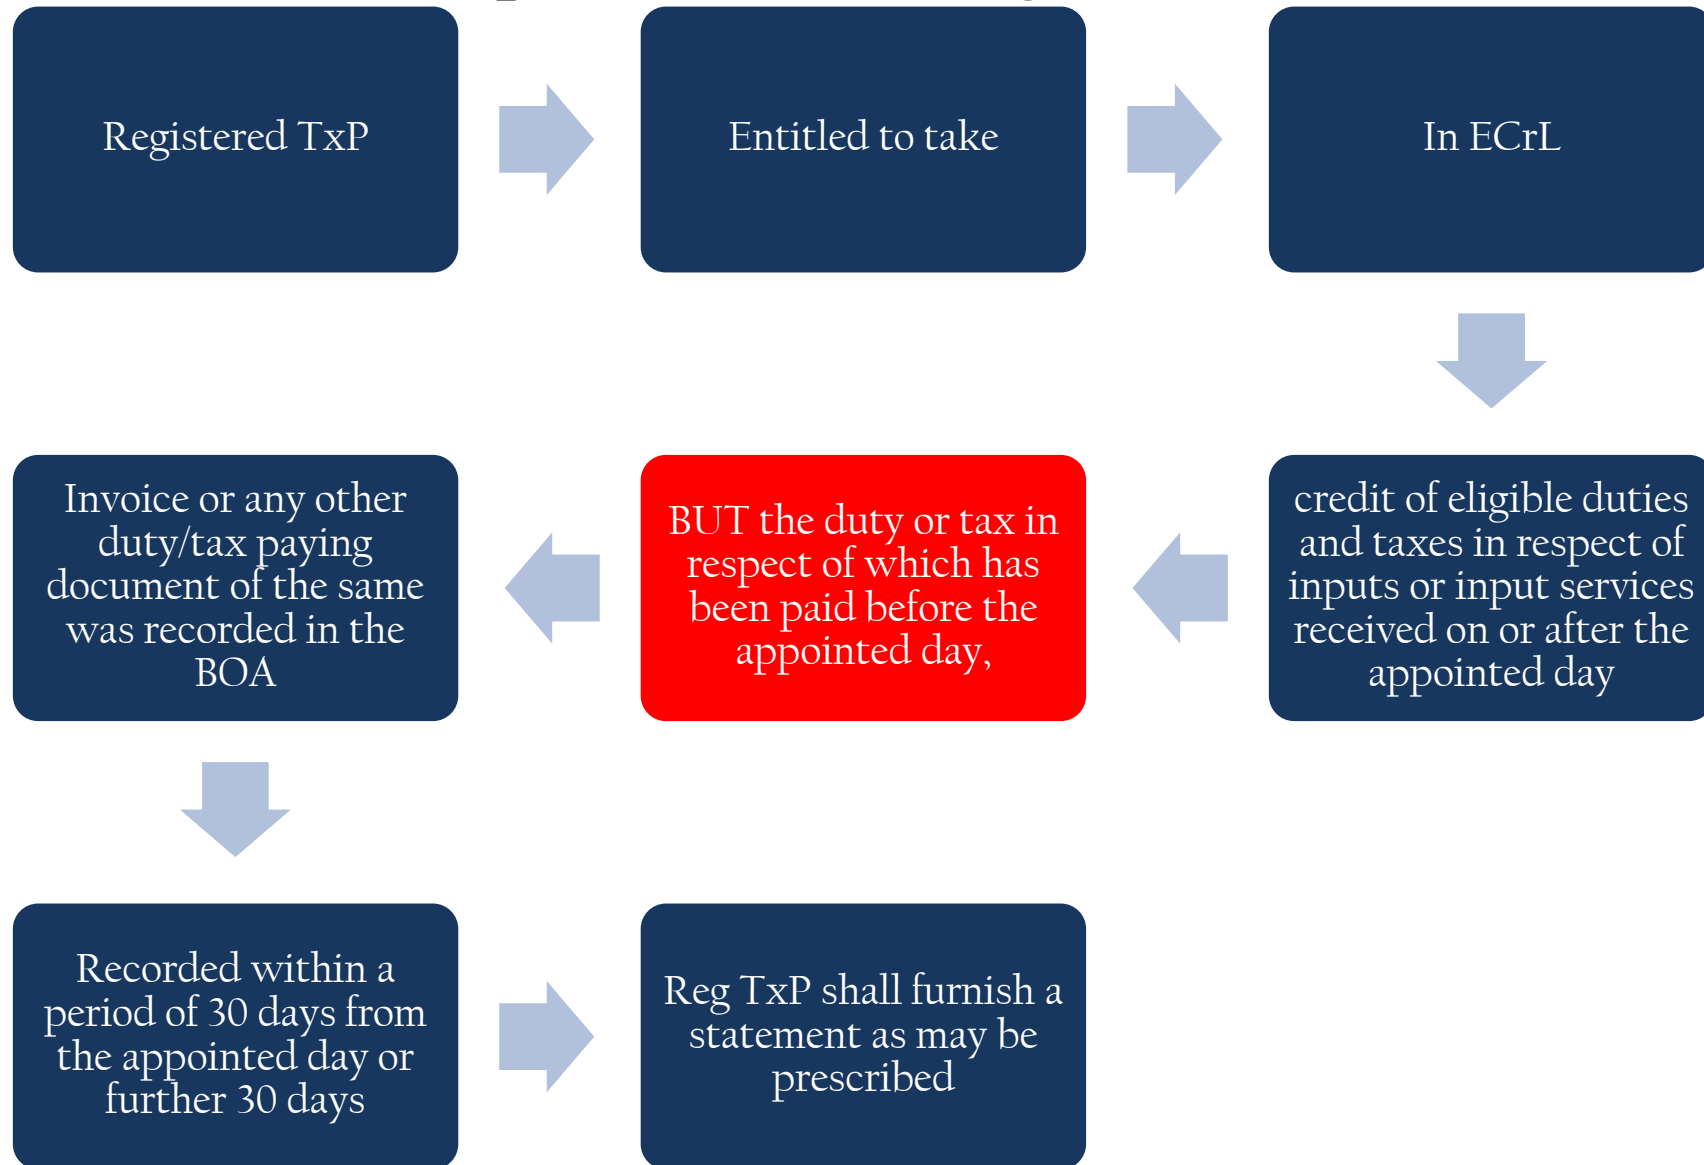 Registered TxP
Entitled to take
In ECrL
credit of eligible duties
and taxes in respect of
inputs or input services
received on or after the
appointed day
BUT the duty or tax in
respect of which has
been paid before the
appointed day,
Invoice or any other
duty/tax paying
document of the same
was recorded in the
BOA
Recorded within a
period of 30 days from
the appointed day or
further 30 days
Reg TxP shall furnish a
statement as may be
prescribed